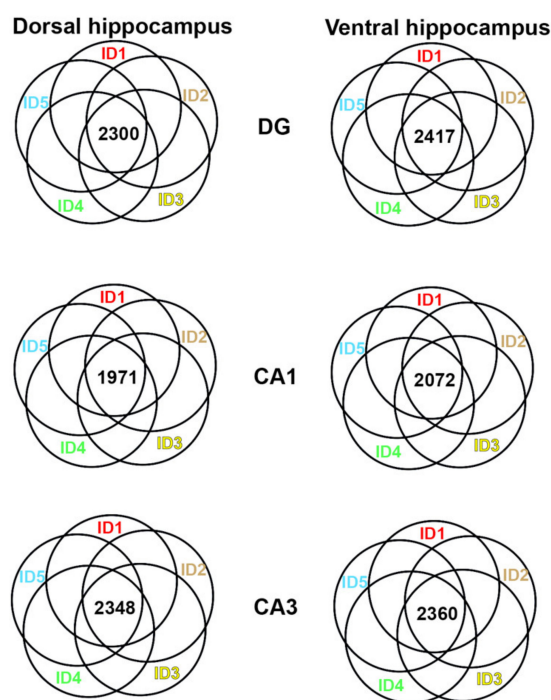 Dorsal hippocampus
Ventral hippocampus
ID1
ID2
ID3
ID4
ID5
2300
DG
ID1
ID2
ID3
ID4
ID5
2417
ID1
ID2
ID3
ID4
ID5
1971
CA1
ID1
ID2
ID3
ID4
ID5
2072
ID1
ID2
ID3
ID4
ID5
2348
CA3
ID1
ID2
ID3
ID4
ID5
2360